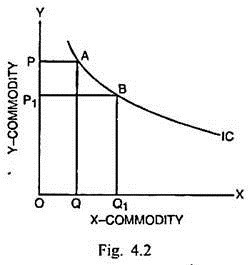 Y
P
A
P₁
B
Y-COMMODITY
IC
O
Q
Q₁
X
X-COMMODITY
Fig. 4.2